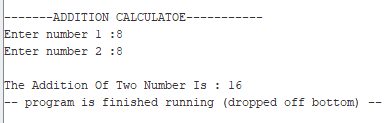 -------ADDITION CALCULATOE-----------
Enter number 1 :8
Enter number 2 :8
The Addition Of Two Number Is : 16
-- program is finished running (dropped off bottom) --